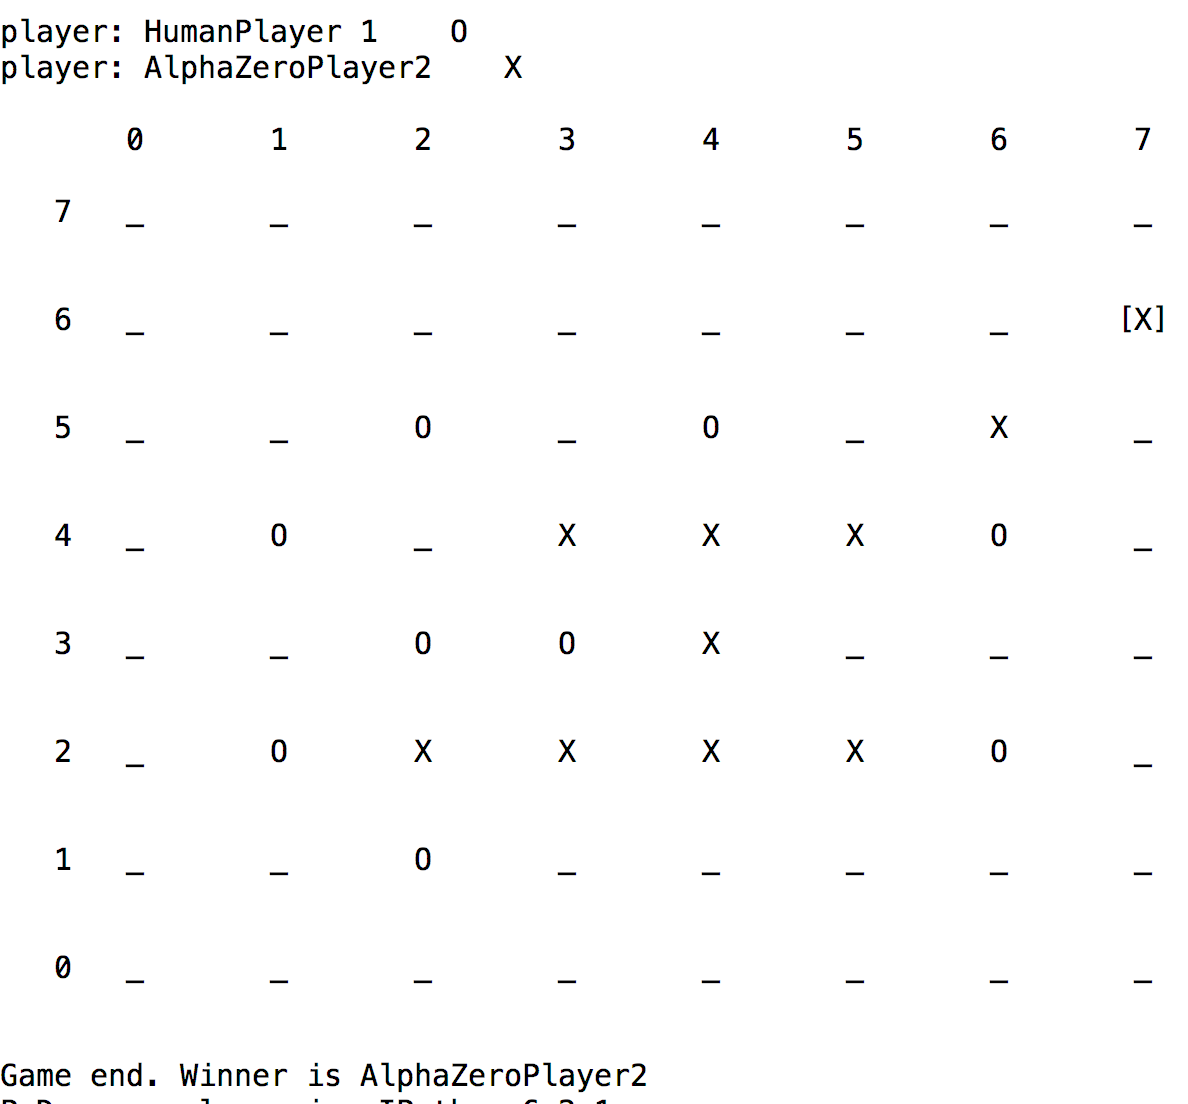 player: HumanPlayer 1    O
player: AlphaZeroPlayer2    X
0 1 2 3 4 5 6 7
7 _ _ _ _ _ _ _ _
6 _ _ _ _ _ _ _ [X]
5 _ _ O _ O _ X _
4 _ O _ X X X O _
3 _ _ O O X _ _ _
2 _ O X X X X O _
1 _ _ O _ _ _ _ _
0 _ _ _ _ _ _ _ _
Game end. Winner is AlphaZeroPlayer2